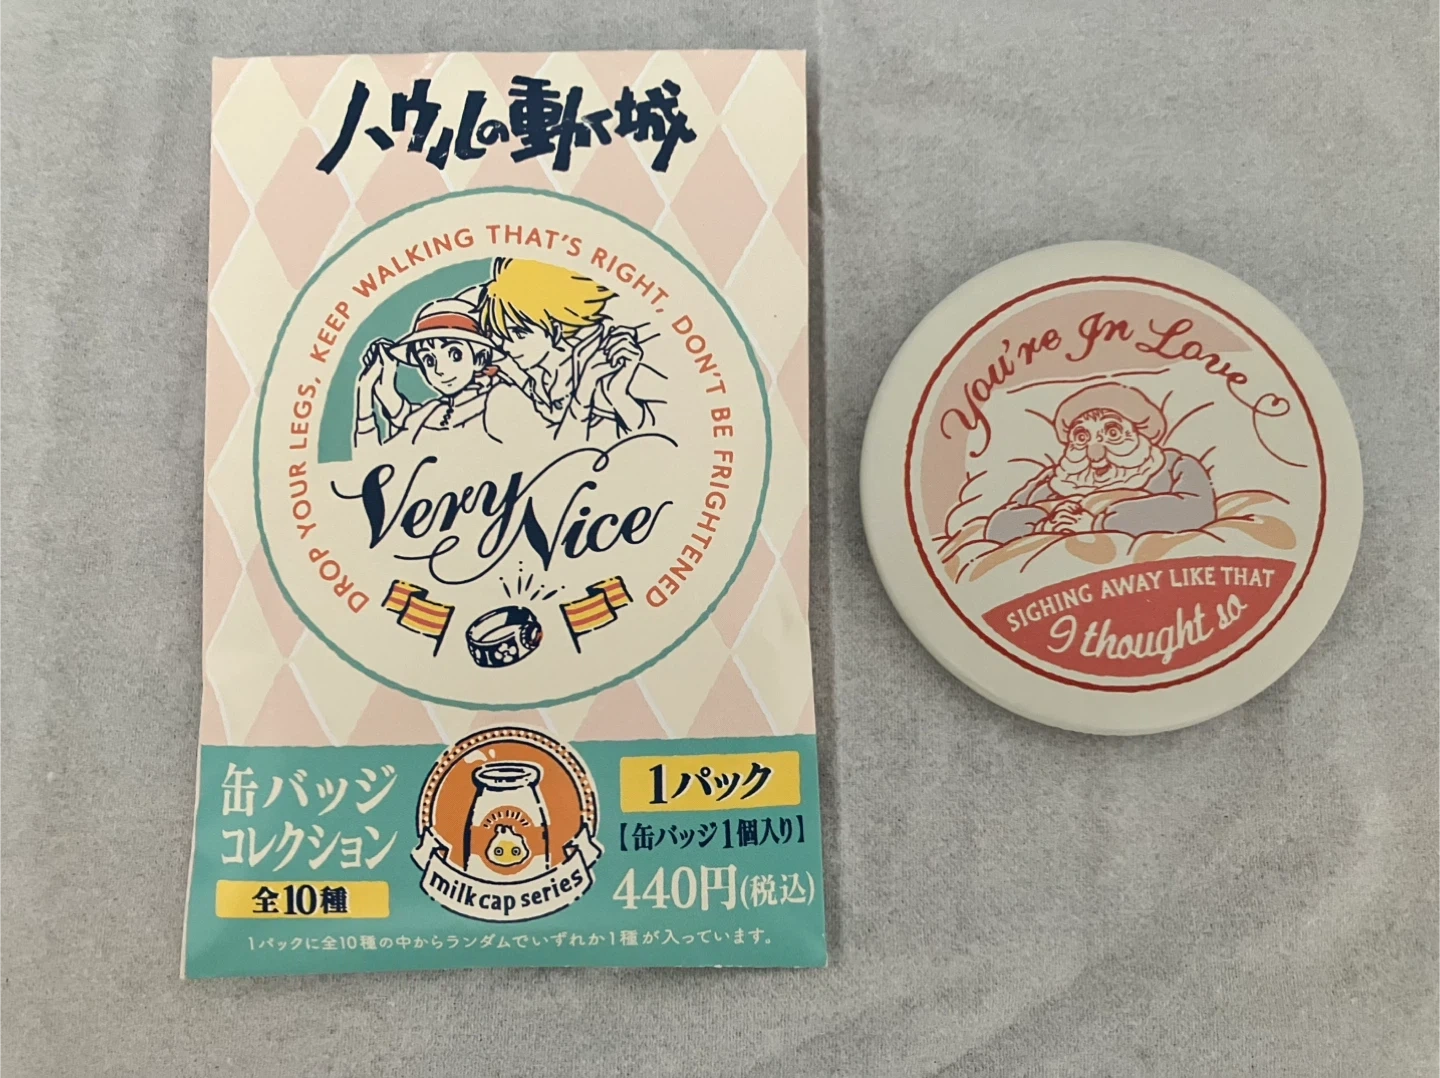 ハウルの動く城
DROP YOUR LEGS, KEEP WALKING THAT'S RIGHT, DON'T BE FRIGHTENED
Very Nice
缶バッジ
コレクション
全10種
milk cap series
1パック
【缶バッジ1個入り】
440円(税込)
1パックに全10種の中からランダムでいずれか1種が入っています。
You're In Love
SIGHING AWAY LIKE THAT
I thought so